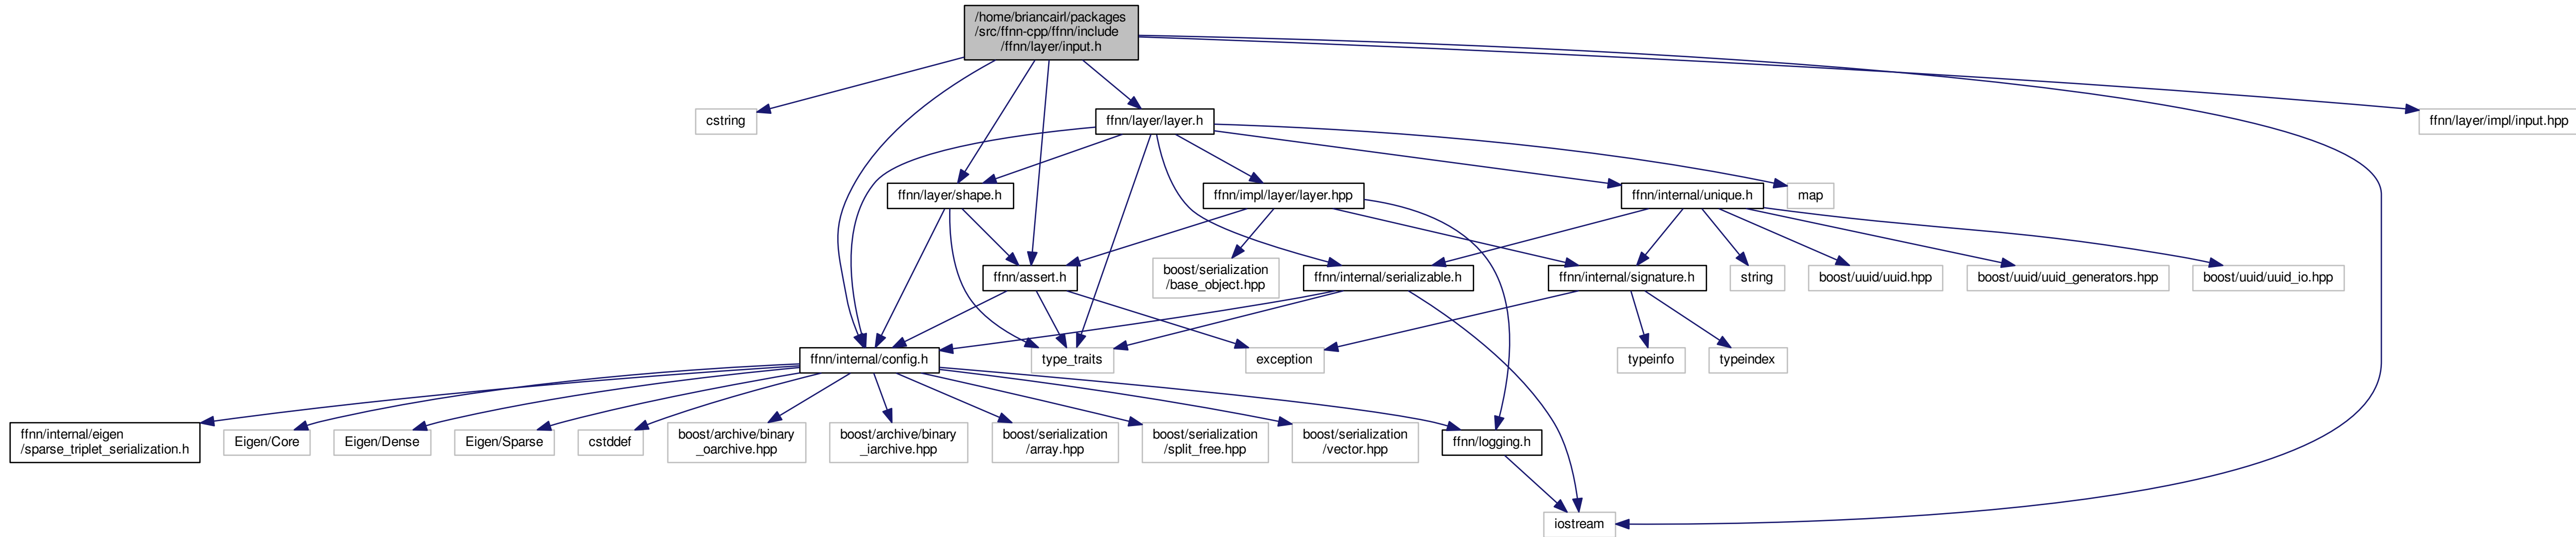 /home/briancairl/packages
/src/ffnn-cpp/ffnn/include
/ffnn/layer/input.h
cstring
ffnn/layer/layer.h
ffnn/layer/impl/input.hpp
ffnn/layer/shape.h
ffnn/impl/layer/layer.hpp
ffnn/internal/unique.h
map
ffnn/assert.h
boost/serialization
/base_object.hpp
ffnn/internal/serializable.h
ffnn/internal/signature.h
string
boost/uuid/uuid.hpp
boost/uuid/uuid_generators.hpp
boost/uuid/uuid_io.hpp
ffnn/internal/config.h
type_traits
exception
typeinfo
typeindex
ffnn/internal/eigen
/sparse_triplet_serialization.h
Eigen/Core
Eigen/Dense
Eigen/Sparse
cstddef
boost/archive/binary
_oarchive.hpp
boost/archive/binary
_iarchive.hpp
boost/serialization
/array.hpp
boost/serialization
/split_free.hpp
boost/serialization
/vector.hpp
ffnn/logging.h
iostream